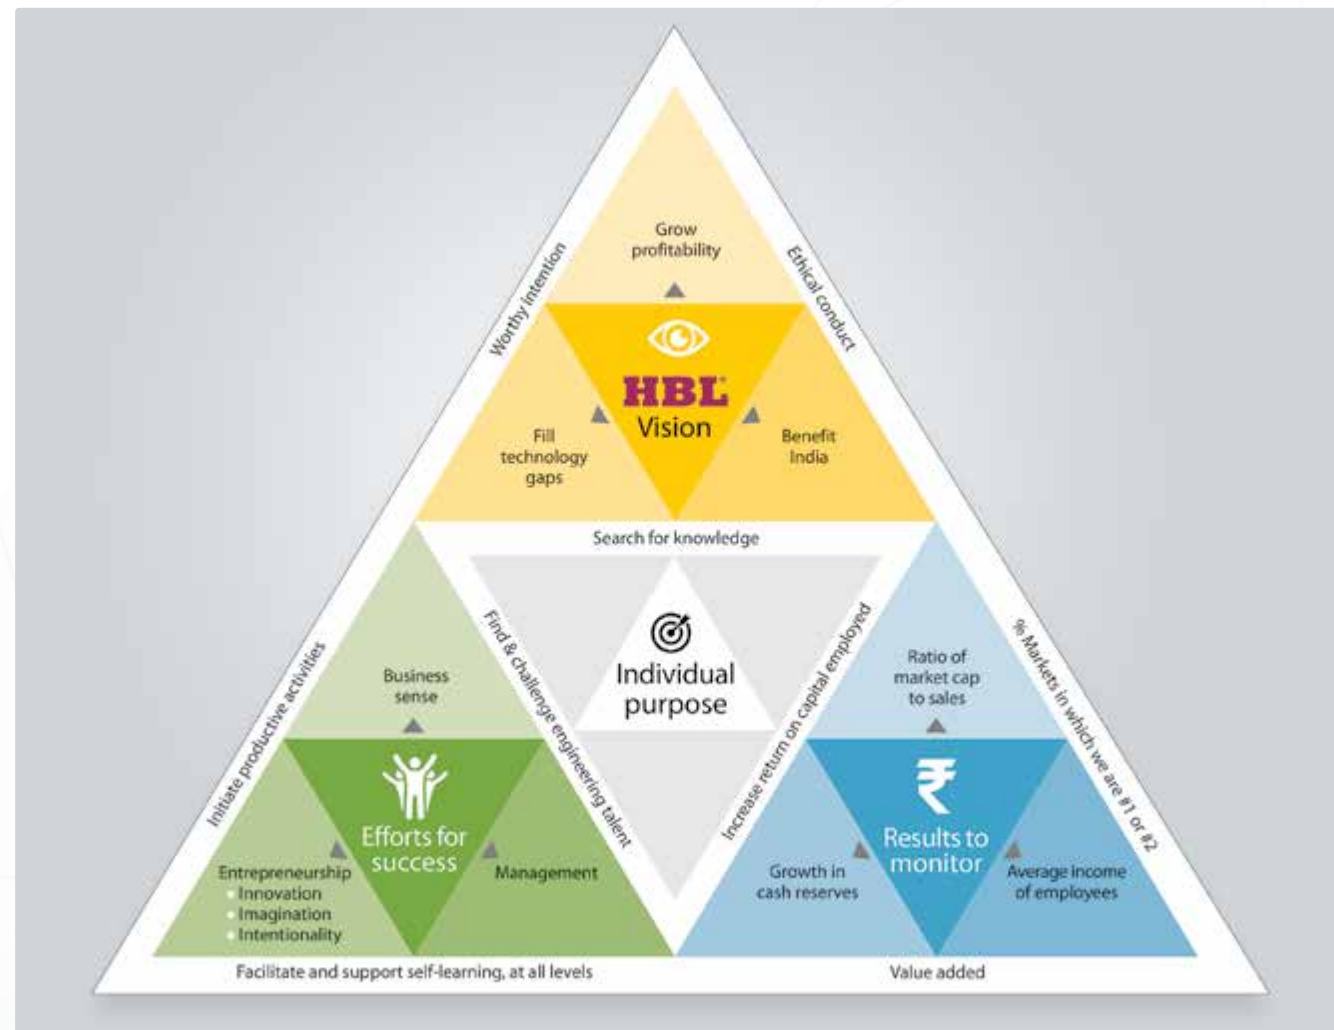 Grow
profitability
Worthy intention
Ethical conduct
HBL
Vision
Fill
technology
gaps
Benefit
India
Search for knowledge
Individual
purpose
Initiate productive activities
Find & challenge engineering talent
Increase return on capital employed
% Markets in which we are #1 or #2
Business
sense
Efforts for
success
Entrepreneurship
• Innovation
• Imagination
• Intentionality
Management
Facilitate and support self-learning, at all levels
Ratio of
market cap
to sales
₹
Results to
monitor
Growth in
cash reserves
Average income
of employees
Value added